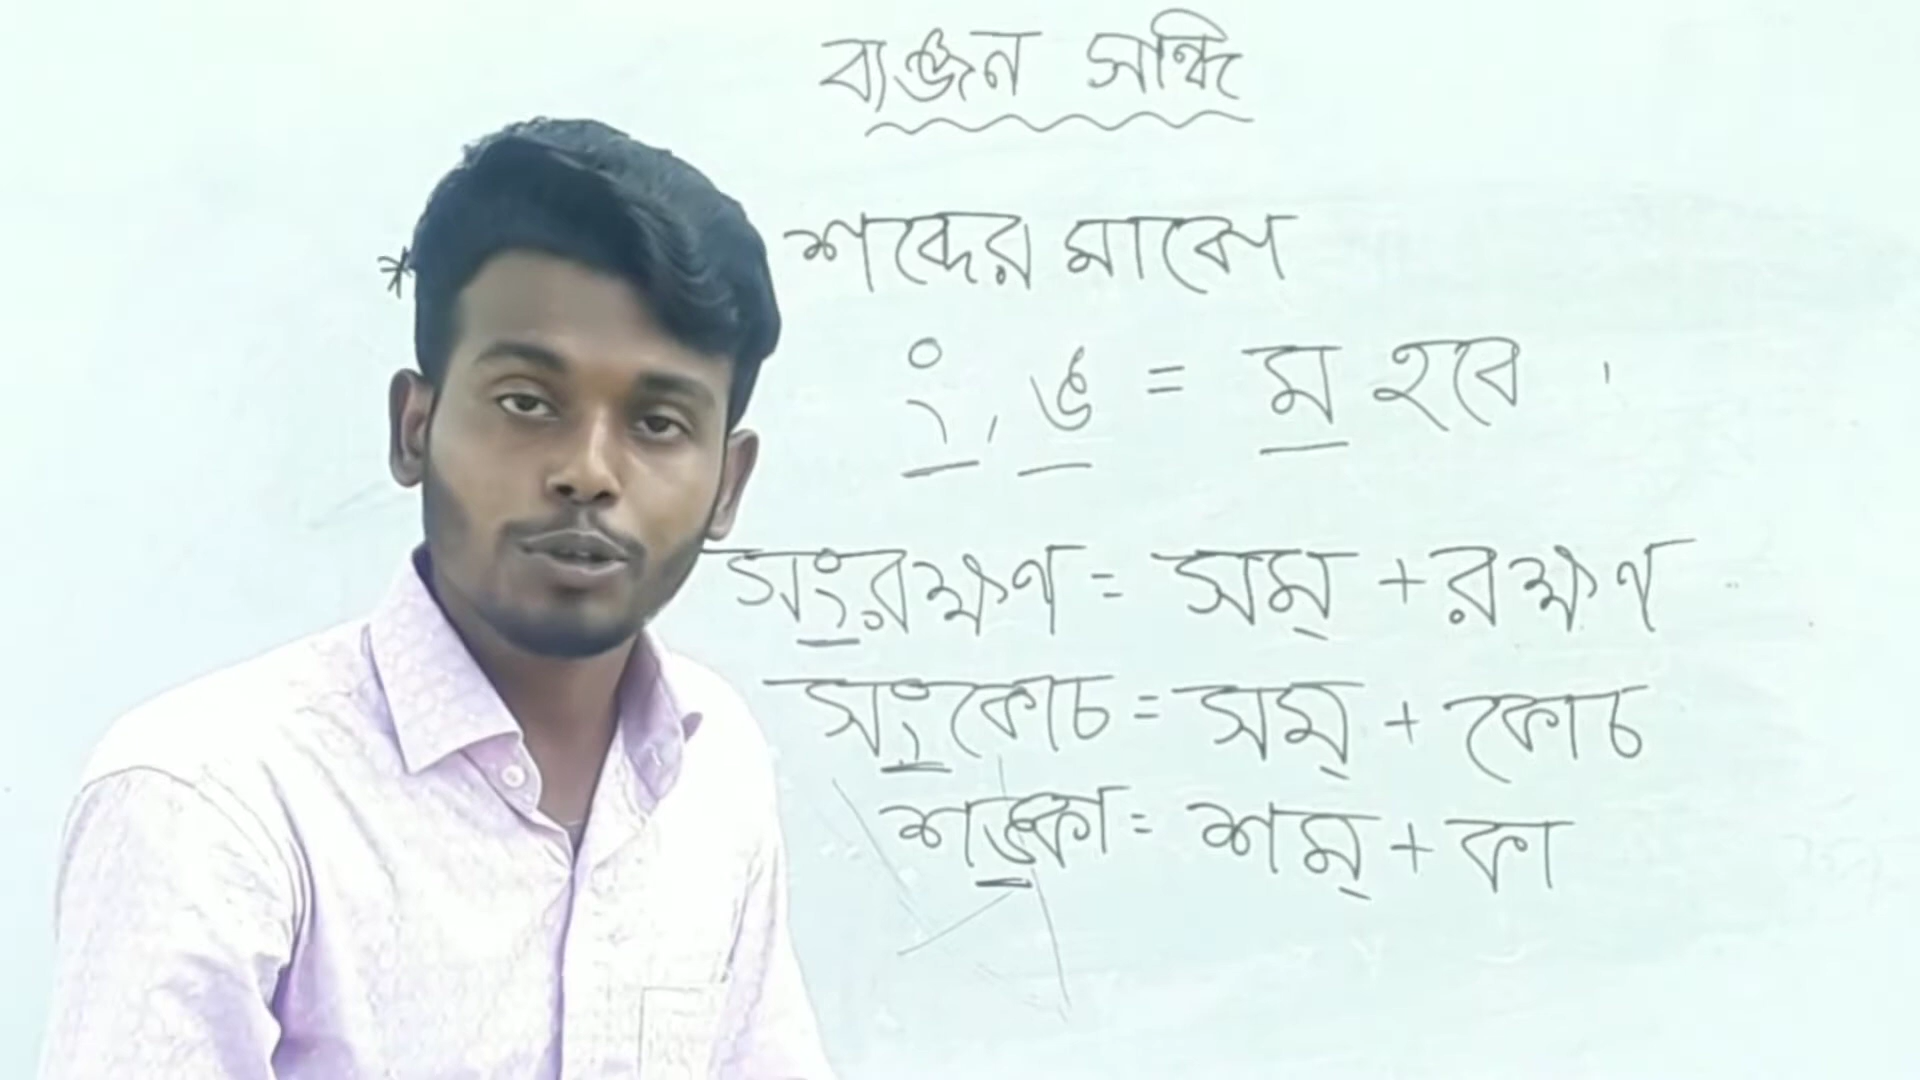 ব্যঞ্জন সন্ধি
* শব্দের মাঝে
ং, ঙ = ম হবে ।
সংরক্ষণ = সম্ + রক্ষণ
সংকোচ = সম্ + কোচ
শঙ্কা = শম্ + কা